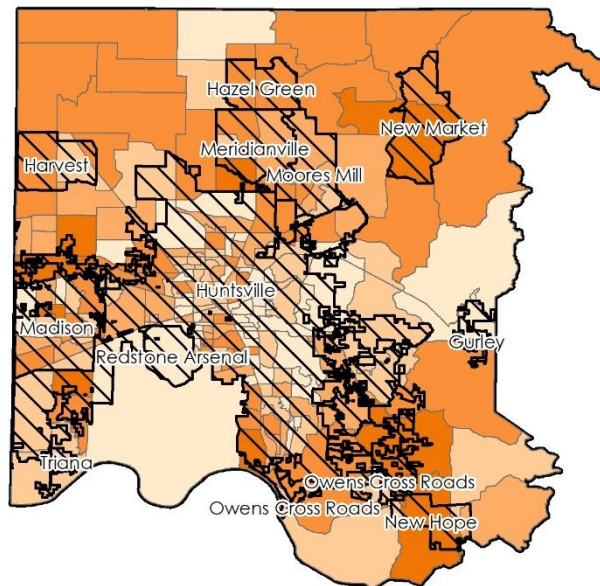 Hazel Green
New Market
Meridianville
Harvest
Moores Mill
Huntsville
Madison
Gurley
Redstone Arsenal
Triana
Owens Cross Roads
Owens Cross Roads
New Hope